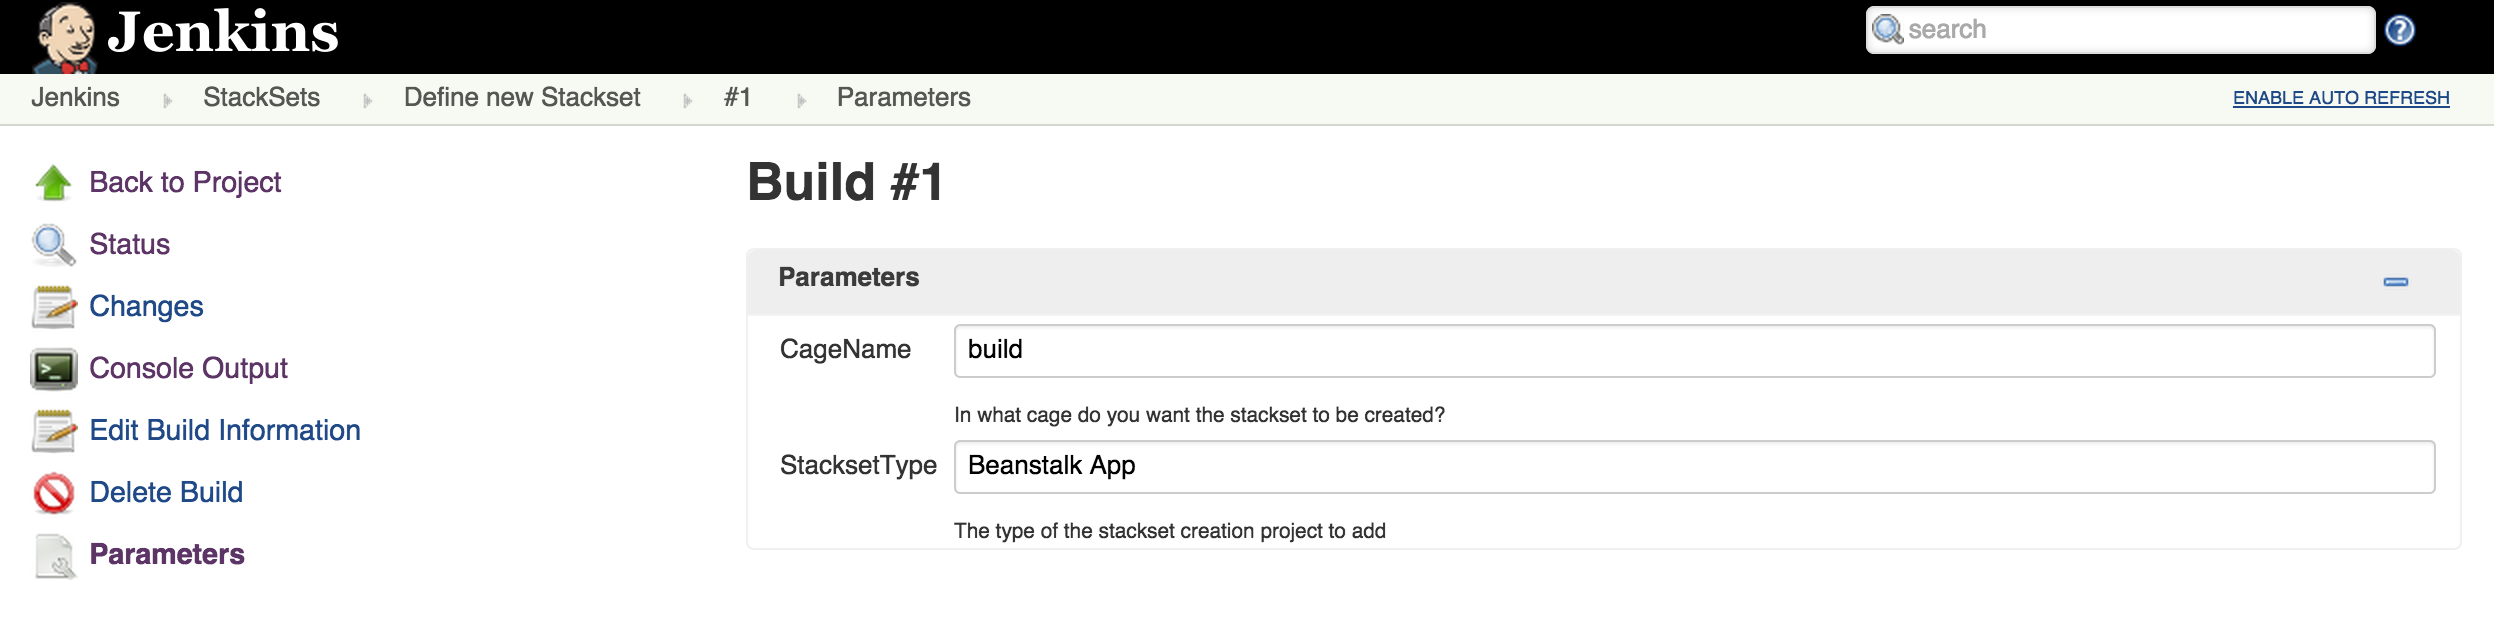 Jenkins
search
Jenkins StackSets Define new Stackset #1 Parameters
ENABLE AUTO REFRESH
Back to Project
Status
Changes
Console Output
Edit Build Information
Delete Build
Parameters
Build #1
Parameters
CageName build
In what cage do you want the stackset to be created?
StacksetType Beanstalk App
The type of the stackset creation project to add